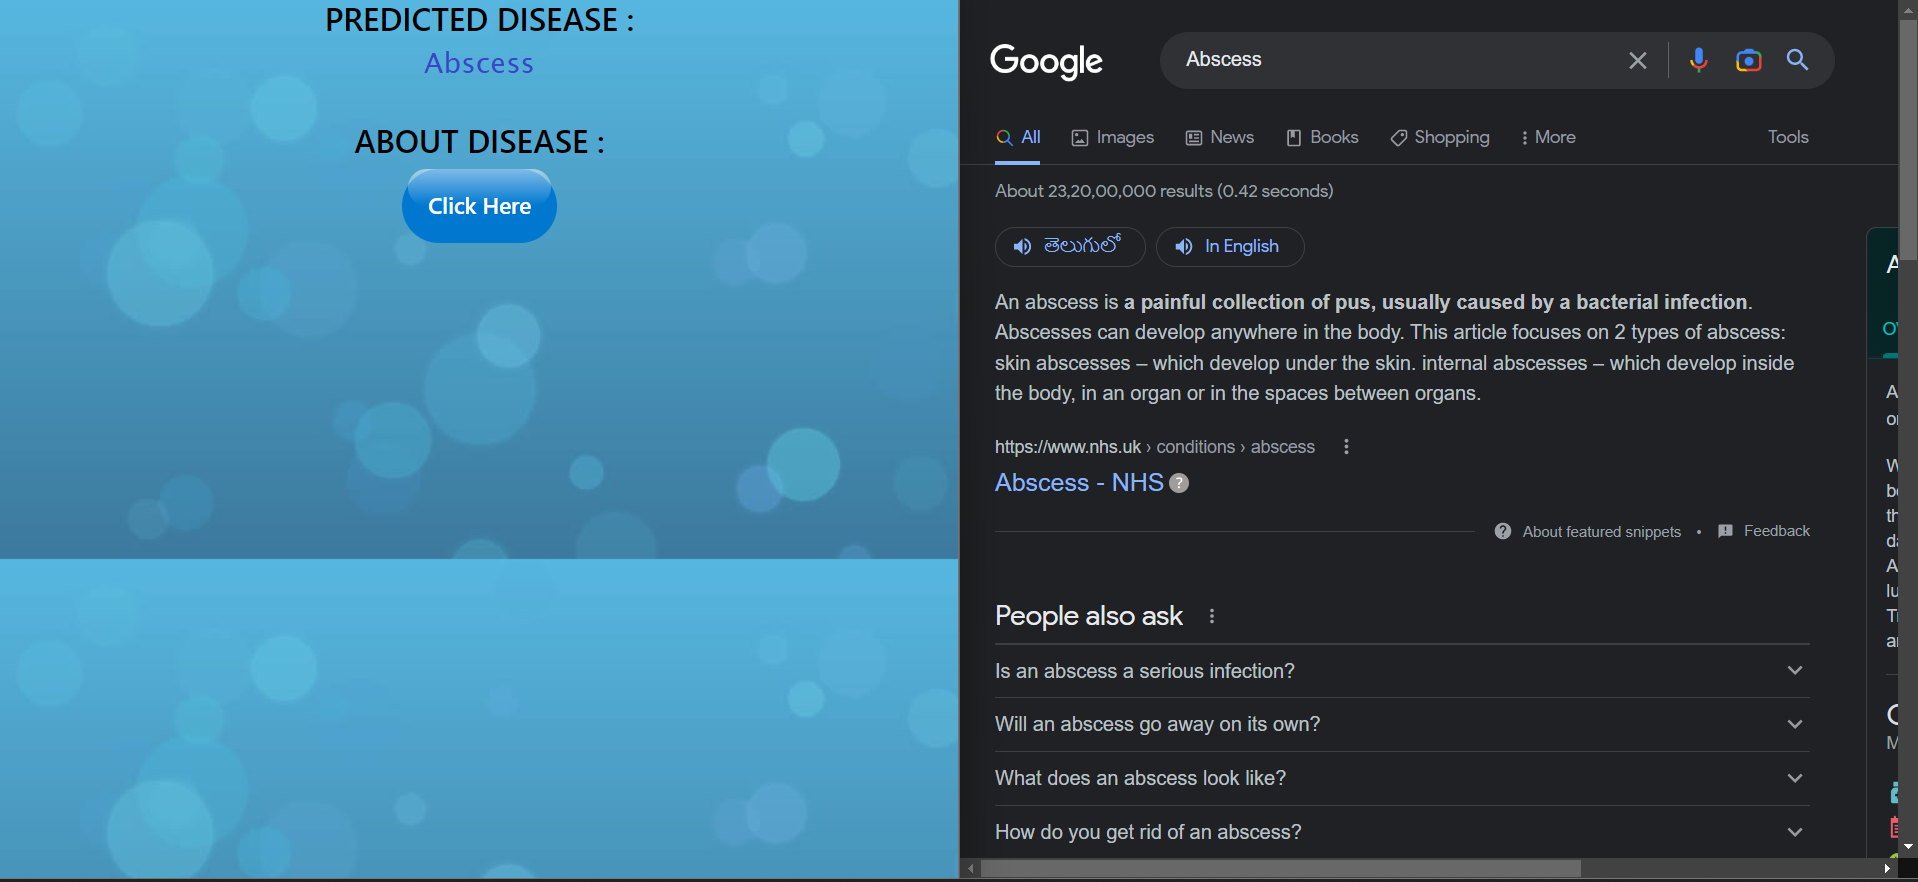 PREDICTED DISEASE :
Abscess
ABOUT DISEASE :
Click Here
Google
Abscess
All
Images
News
Books
Shopping
More
Tools
About 23,20,00,000 results (0.42 seconds)
తెలుగులో
In English
An abscess is a painful collection of pus, usually caused by a bacterial infection.
Abscesses can develop anywhere in the body. This article focuses on 2 types of abscess:
skin abscesses – which develop under the skin. internal abscesses – which develop inside
the body, in an organ or in the spaces between organs.
https://www.nhs.uk › conditions › abscess
Abscess - NHS
About featured snippets • Feedback
People also ask
Is an abscess a serious infection?
Will an abscess go away on its own?
What does an abscess look like?
How do you get rid of an abscess?